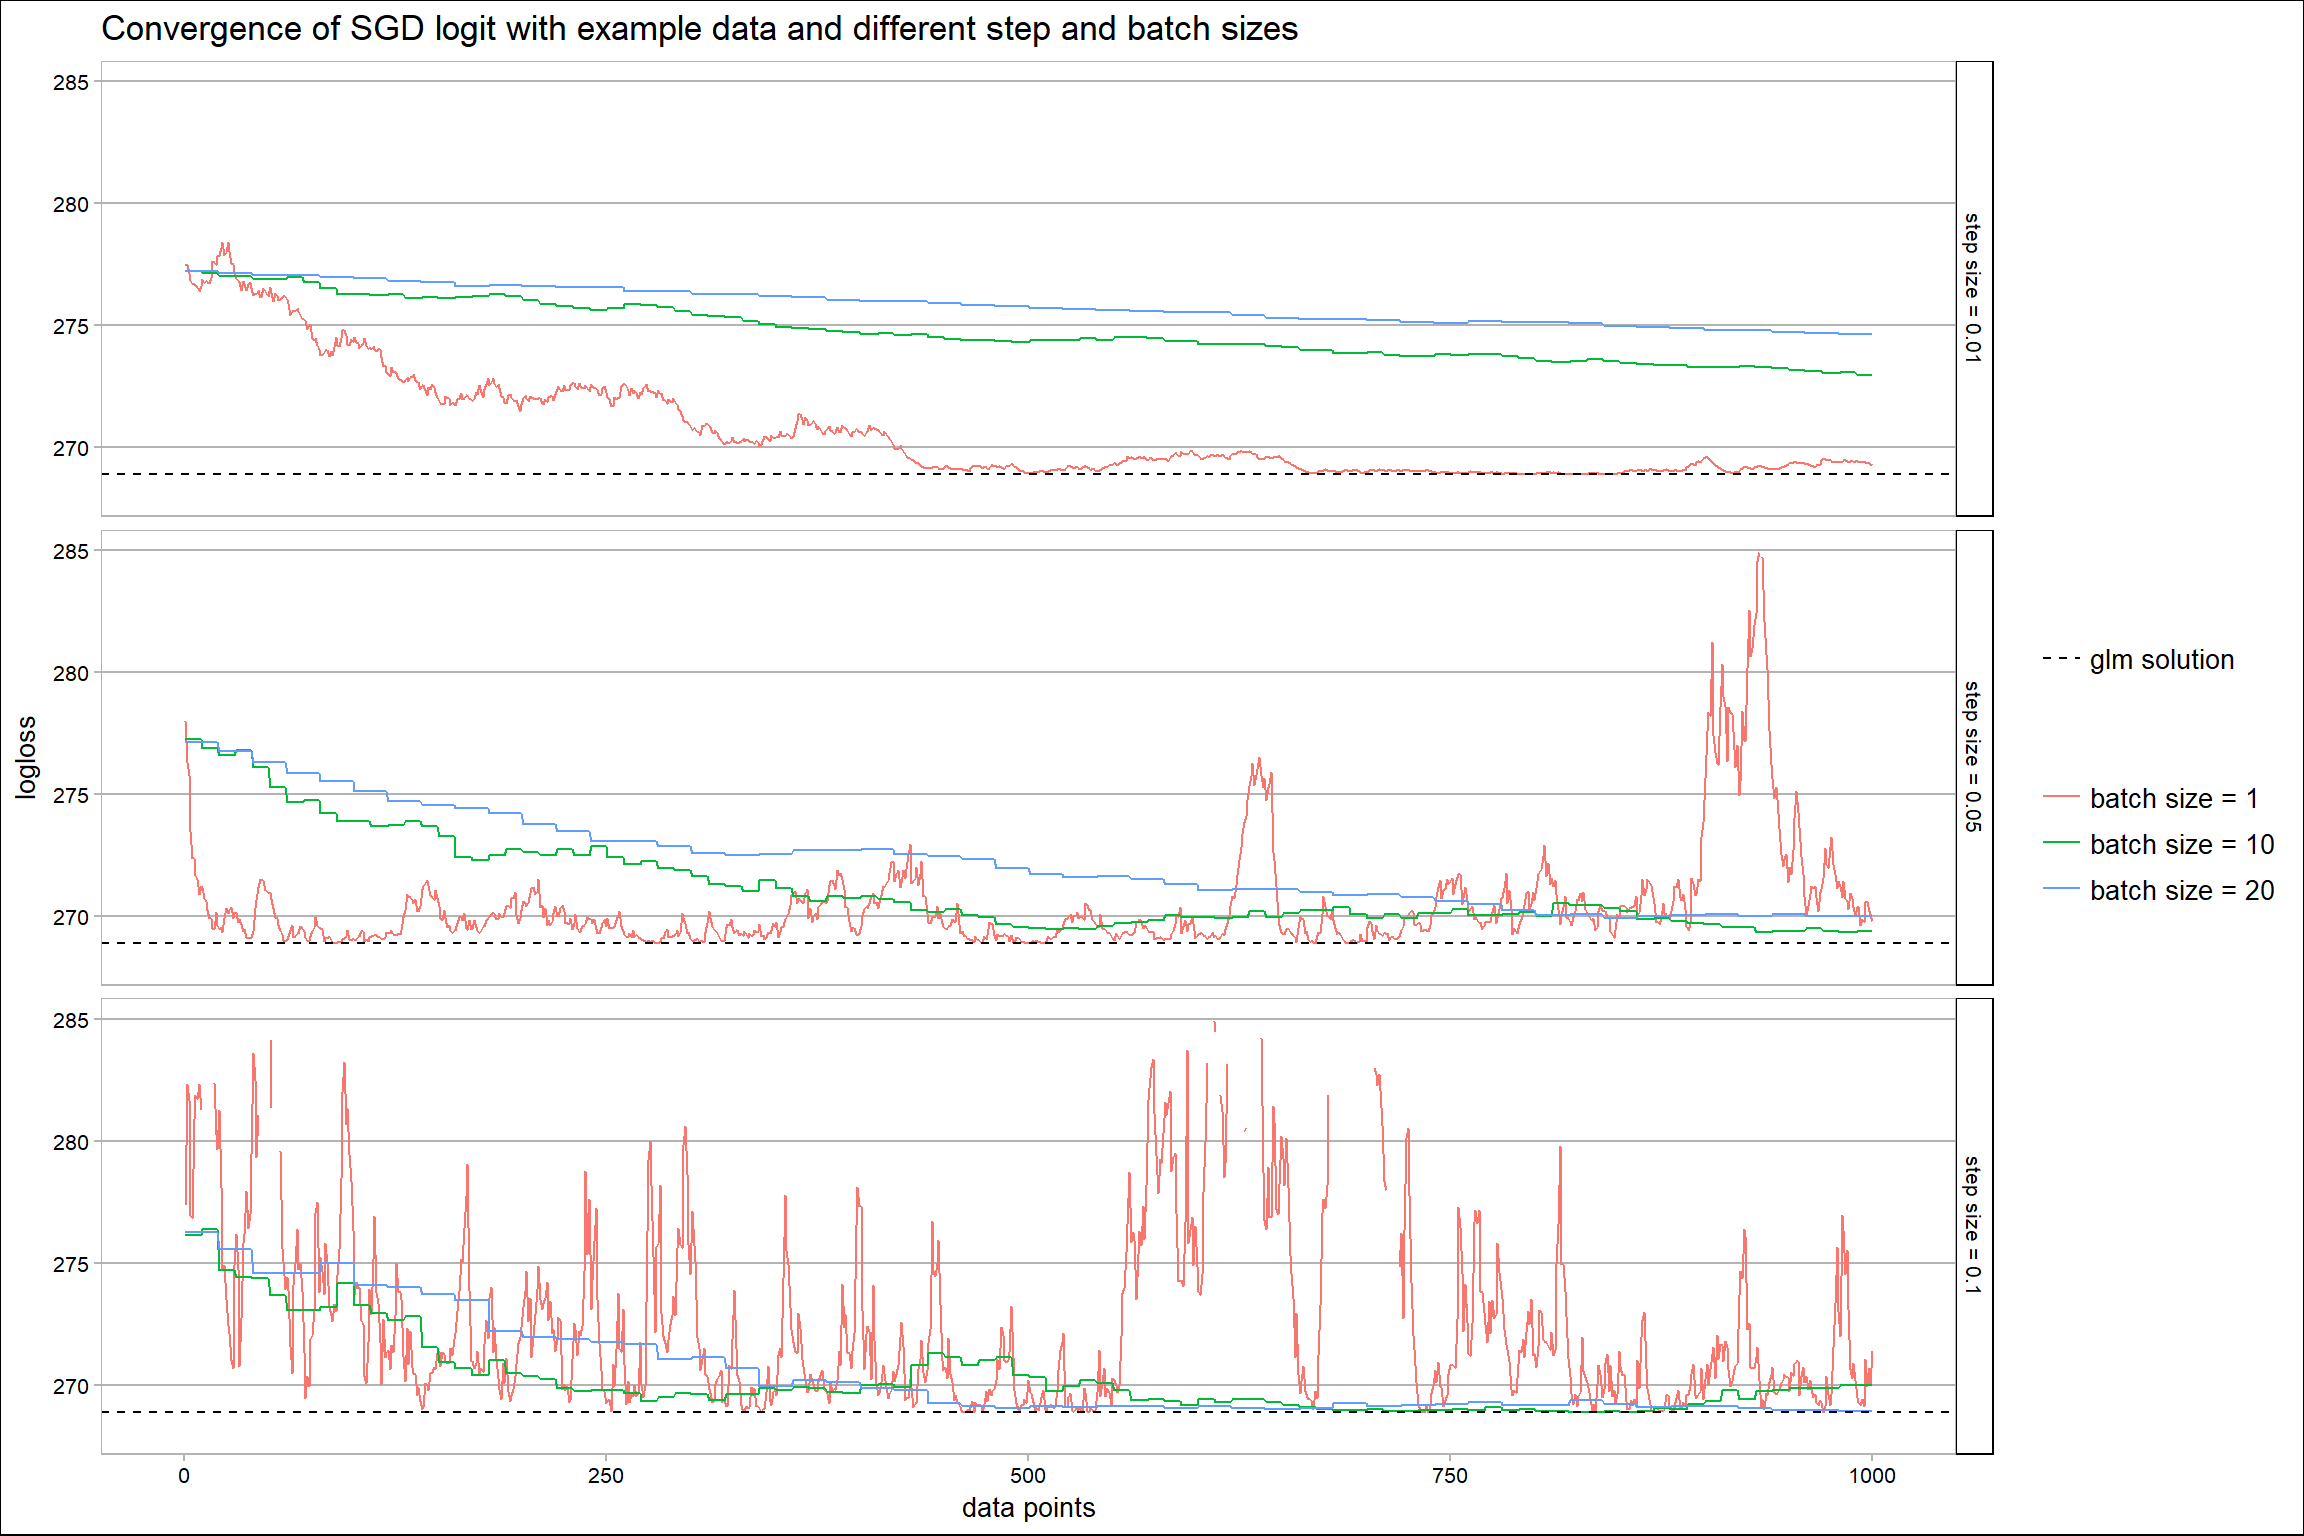 Convergence of SGD logit with example data and different step and batch sizes
285
280
275
270
step size = 0.01
285
280
275
270
step size = 0.05
285
280
275
270
step size = 0.1
0
250
500
750
1000
data points
logloss
glm solution
batch size = 1
batch size = 10
batch size = 20